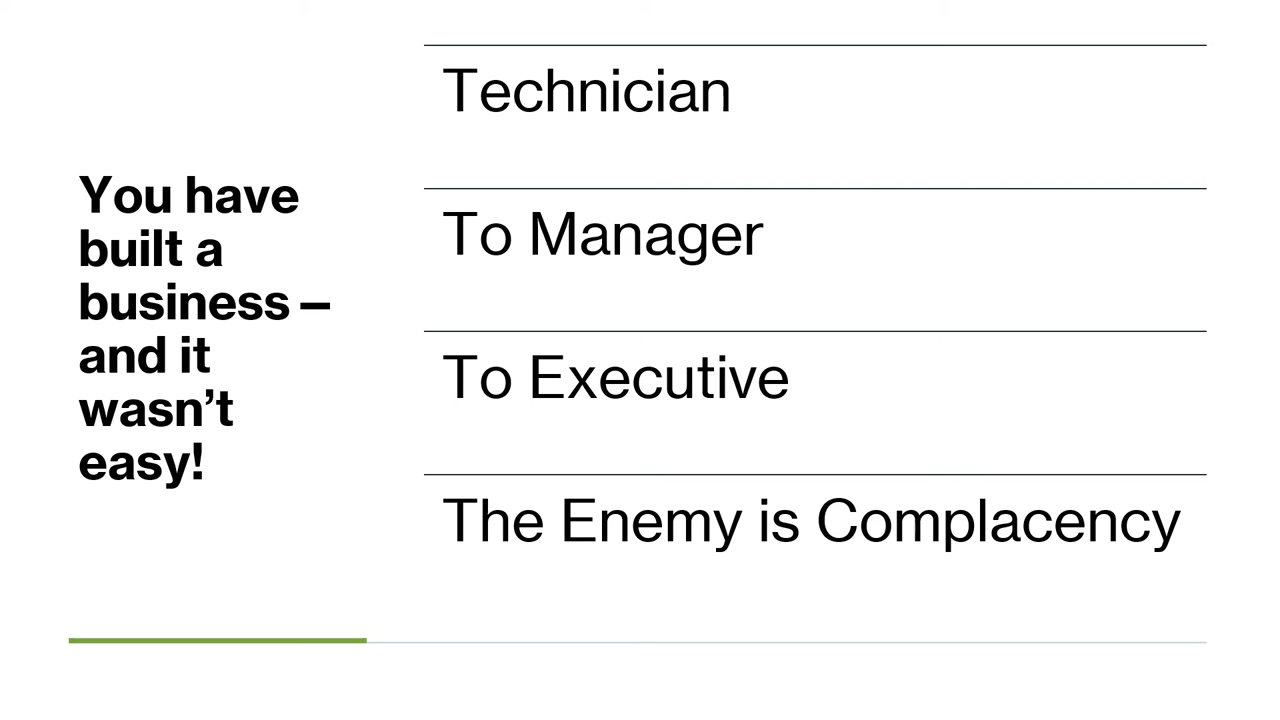 You have
built a
business –
and it
wasn’t
easy!
Technician
To Manager
To Executive
The Enemy is Complacency